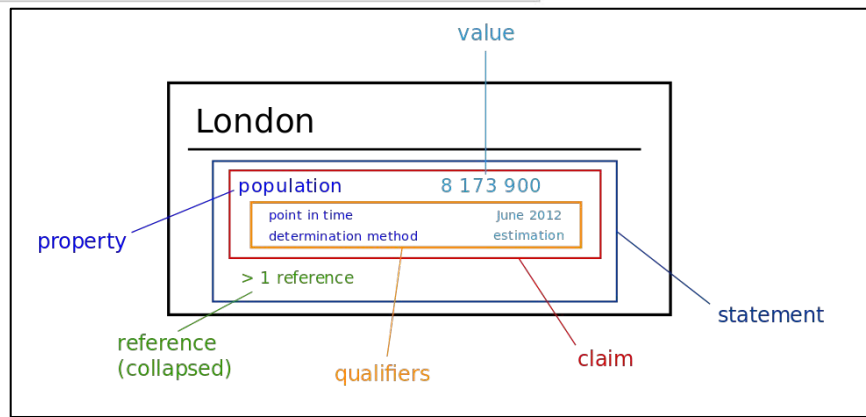 value
London
population 8 173 900
point in time June 2012
determination method estimation
property
> 1 reference
statement
reference
(collapsed)
qualifiers
claim